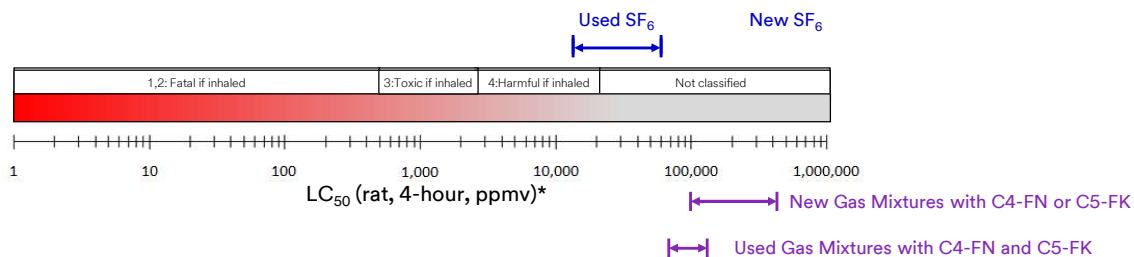 Used SF₆ New SF₆
1,2: Fatal if inhaled 3:Toxic if inhaled 4:Harmful if inhaled Not classified
1 10 100 1,000 10,000 100,000 1,000,000
LC₅₀ (rat, 4-hour, ppmv)*
New Gas Mixtures with C4-FN or C5-FK
Used Gas Mixtures with C4-FN and C5-FK